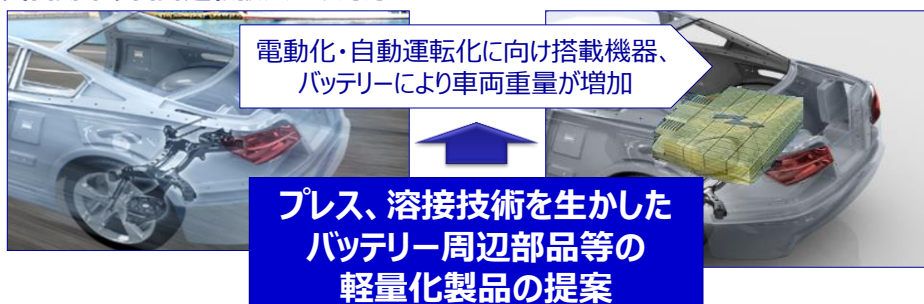 電動化・自動運転化に向け搭載機器、
バッテリーにより車両重量が増加
プレス、溶接技術を生かした
バッテリー周辺部品等の
軽量化製品の提案